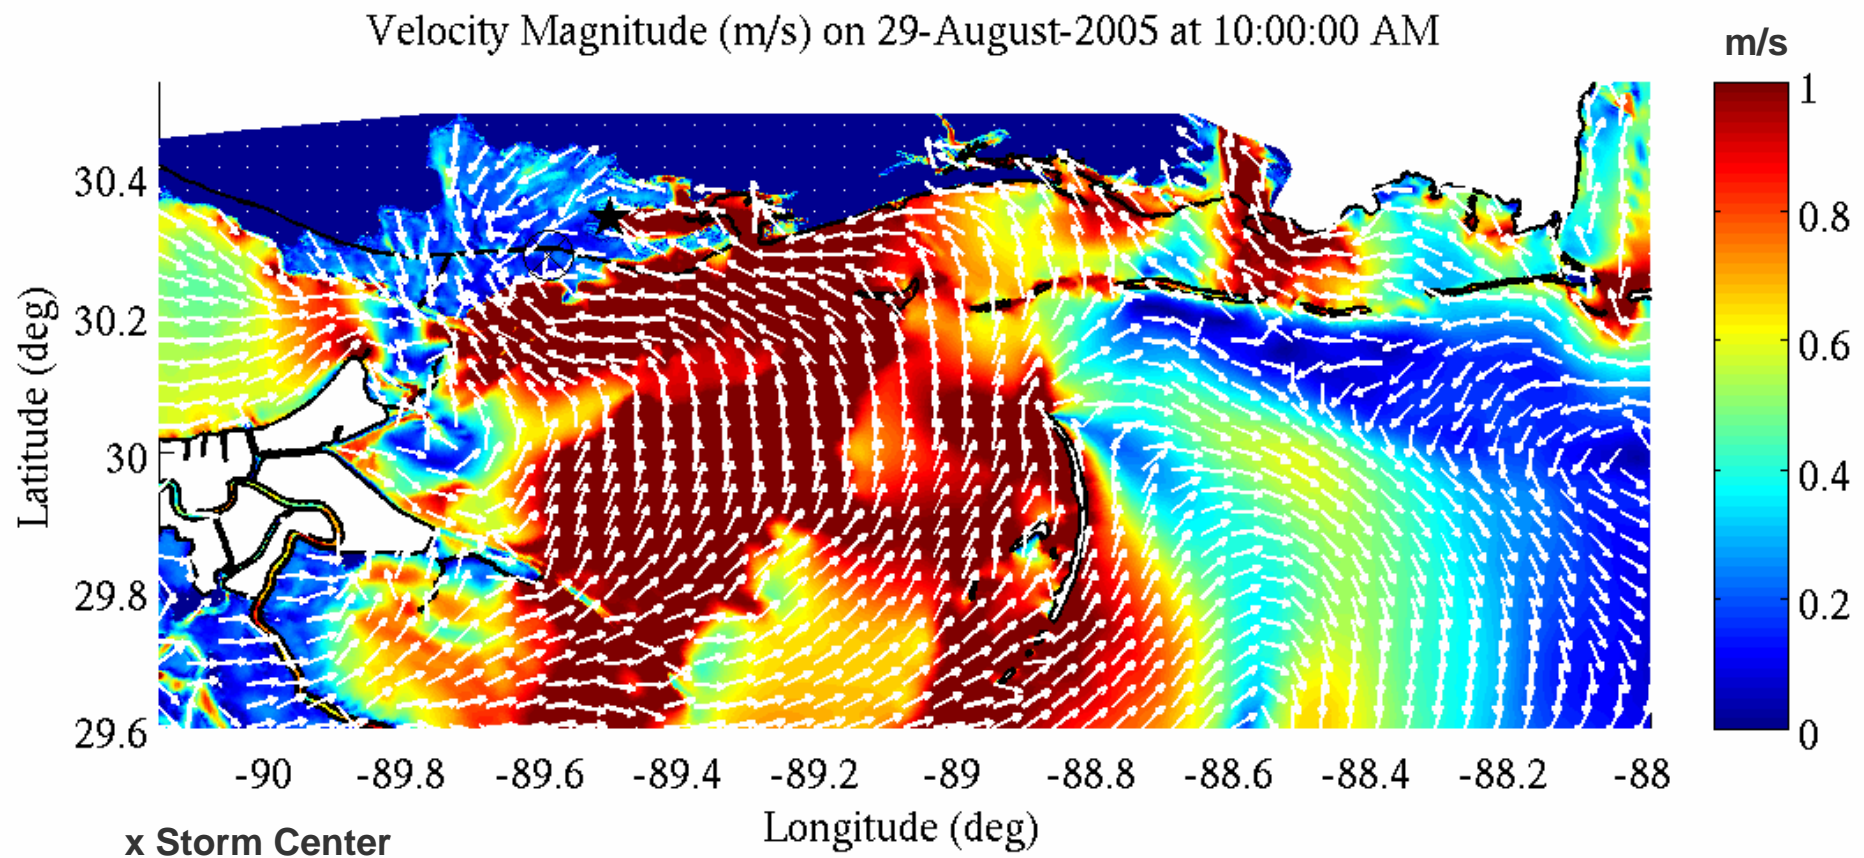 Velocity Magnitude (m/s) on 29-August-2005 at 10:00:00 AM
m/s
1
0.8
0.6
0.4
0.2
0
Latitude (deg)
30.4
30.2
30
29.8
29.6
-90 -89.8 -89.6 -89.4 -89.2 -89 -88.8 -88.6 -88.4 -88.2 -88
Longitude (deg)
x Storm Center